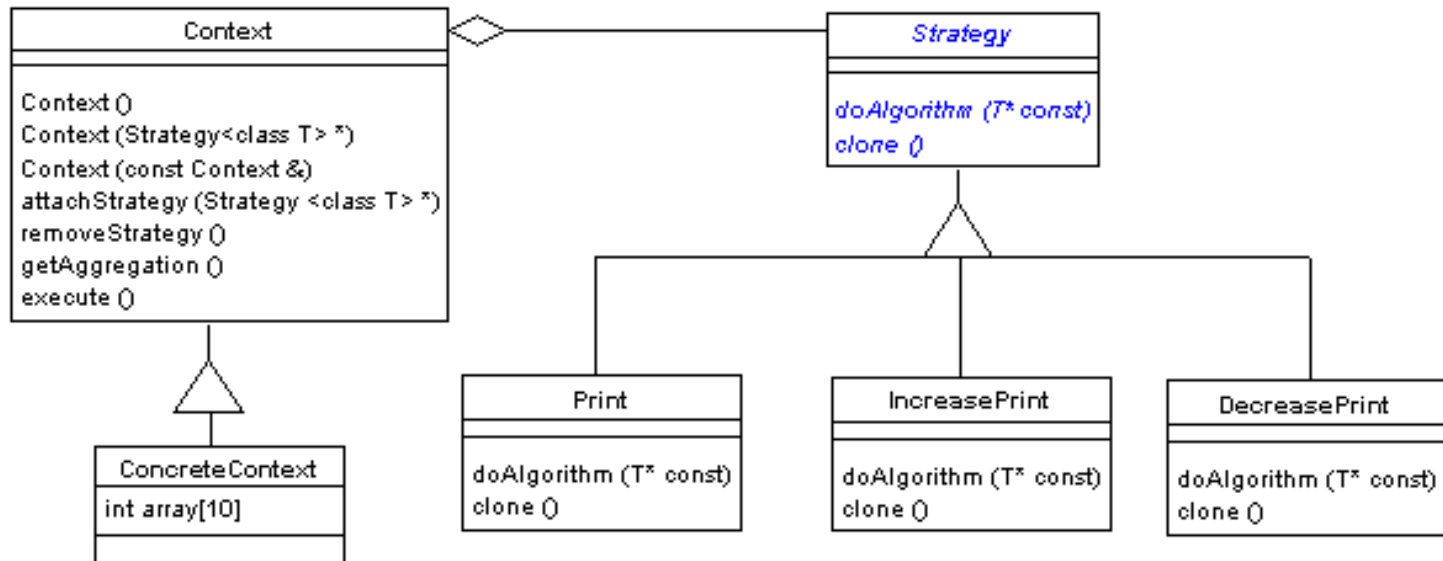 Context
Context ()
Context (Strategy<class T> *)
Context (const Context &)
attachStrategy (Strategy <class T> *)
removeStrategy ()
getAggregation ()
execute ()
Strategy
doAlgorithm (T* const)
clone ()
ConcreteContext
int array[10]
Print
doAlgorithm (T* const)
clone ()
IncreasePrint
doAlgorithm (T* const)
clone ()
DecreasePrint
doAlgorithm (T* const)
clone ()